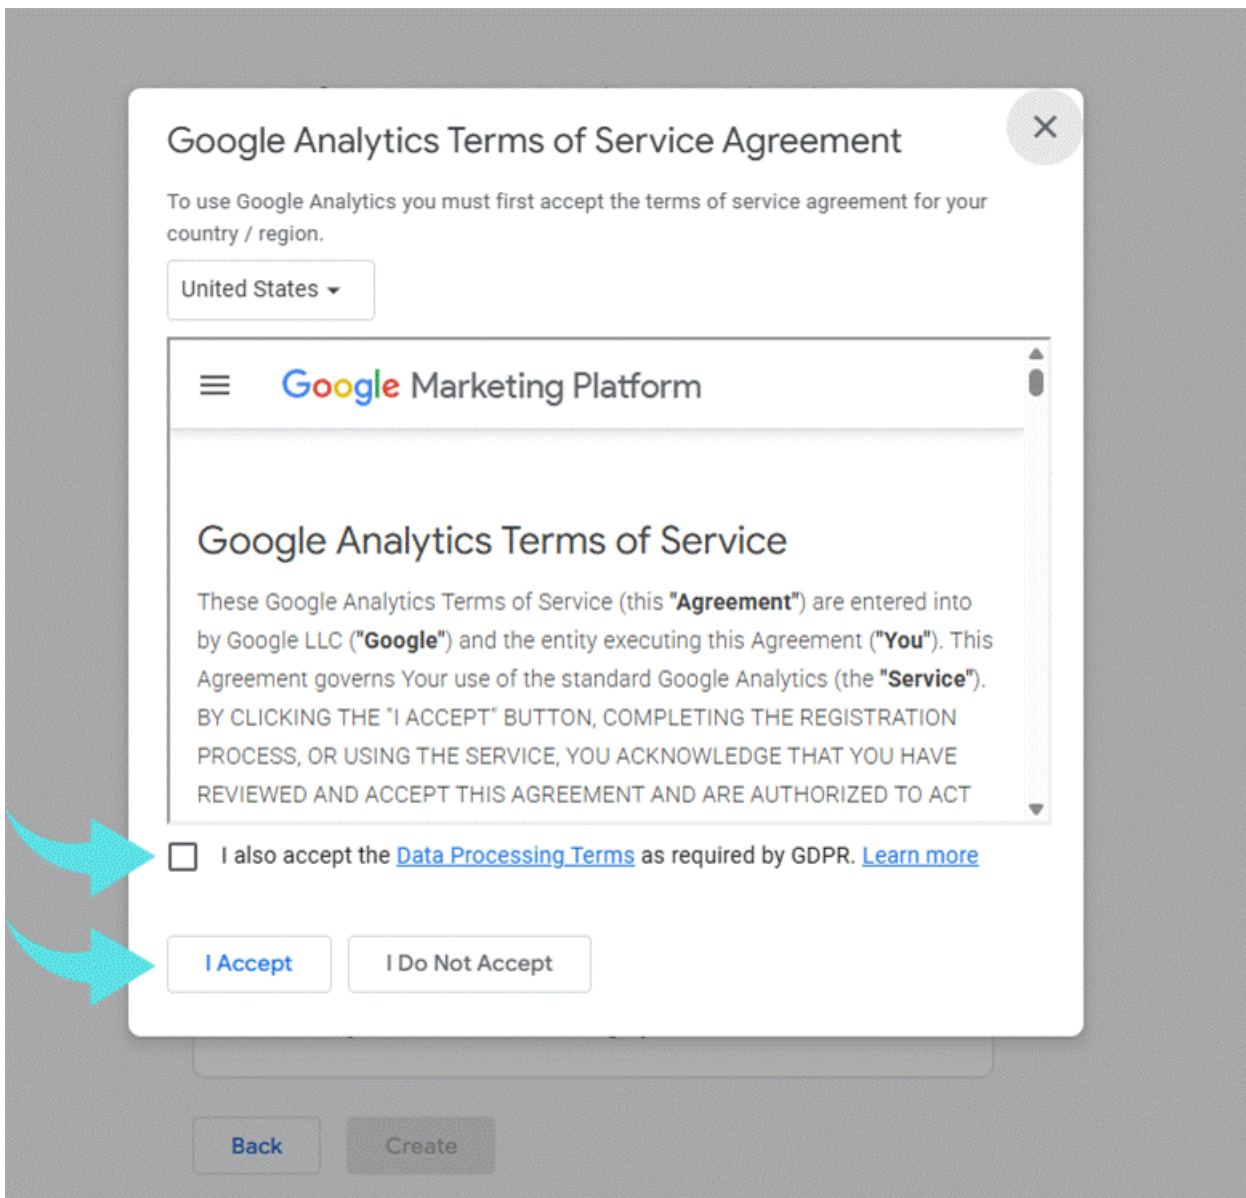 Google Analytics Terms of Service Agreement
To use Google Analytics you must first accept the terms of service agreement for your
country / region.
United States
Google Marketing Platform
Google Analytics Terms of Service
These Google Analytics Terms of Service (this "Agreement") are entered into
by Google LLC ("Google") and the entity executing this Agreement ("You"). This
Agreement governs Your use of the standard Google Analytics (the "Service").
BY CLICKING THE "I ACCEPT" BUTTON, COMPLETING THE REGISTRATION
PROCESS, OR USING THE SERVICE, YOU ACKNOWLEDGE THAT YOU HAVE
REVIEWED AND ACCEPT THIS AGREEMENT AND ARE AUTHORIZED TO ACT
I also accept the Data Processing Terms as required by GDPR. Learn more
I Accept I Do Not Accept
Back Create